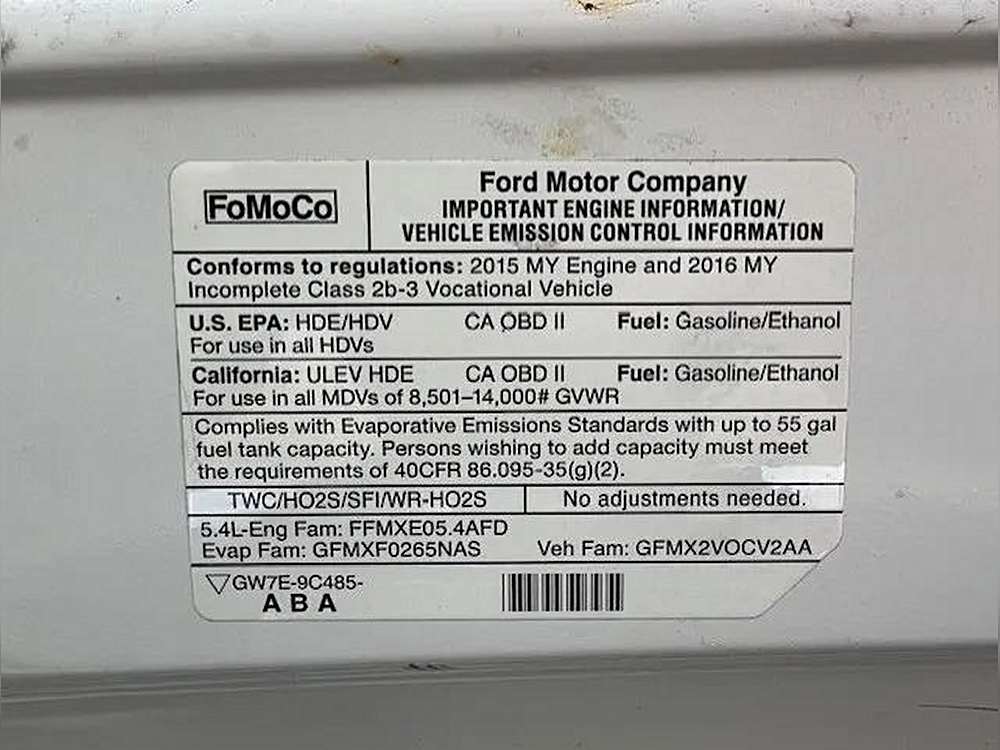 FoMoCo
Ford Motor Company
IMPORTANT ENGINE INFORMATION/
VEHICLE EMISSION CONTROL INFORMATION
Conforms to regulations: 2015 MY Engine and 2016 MY
Incomplete Class 2b-3 Vocational Vehicle
U.S. EPA: HDE/HDV CA OBD II Fuel: Gasoline/Ethanol
For use in all HDVs
California: ULEV HDE CA OBD II Fuel: Gasoline/Ethanol
For use in all MDVs of 8,501–14,000# GVWR
Complies with Evaporative Emissions Standards with up to 55 gal
fuel tank capacity. Persons wishing to add capacity must meet
the requirements of 40CFR 86.095-35(g)(2).
TWC/HO2S/SFI/WR-HO2S No adjustments needed.
5.4L-Eng Fam: FFMXE05.4AFD
Evap Fam: GFMXF0265NAS Veh Fam: GFMX2VOCV2AA
GW7E-9C485-
A B A